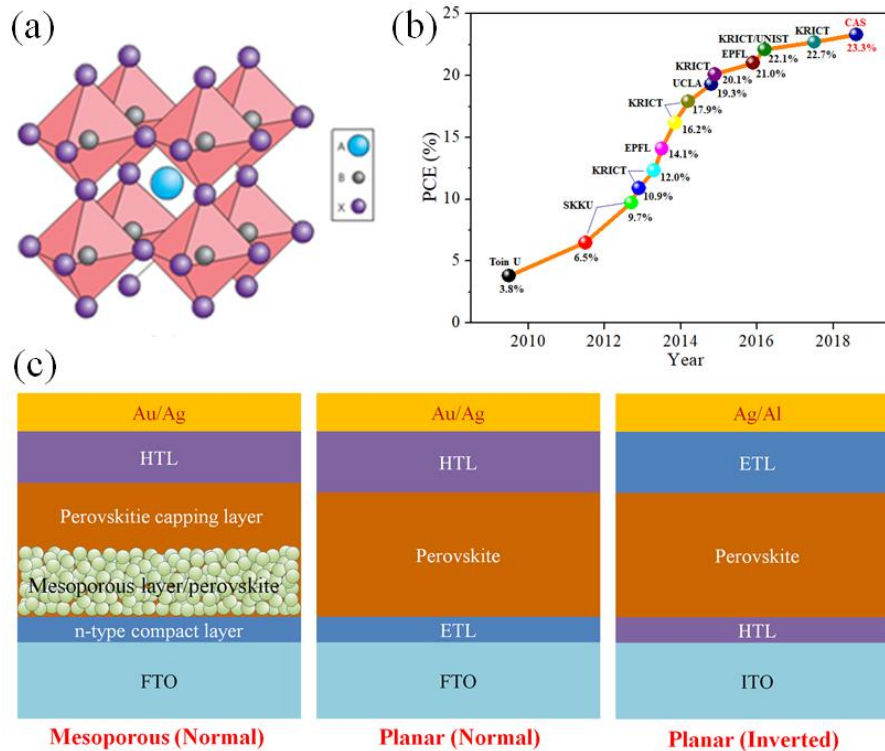 (a)
A
B
X
(b)
PCE (%)
25
20
15
10
5
0
2010
2012
2014
2016
2018
Year
Toin U
3.8%
6.5%
SKKU
9.7%
KRICT
10.9%
12.0%
EPFL
14.1%
KRICT
16.2%
17.9%
UCLA
19.3%
KRICT
20.1%
EPFL
21.0%
KRICT/UNIST
22.1%
KRICT
22.7%
CAS
23.3%
(c)
Au/Ag
HTL
Perovskitie capping layer
Mesoporous layer/perovskite
n-type compact layer
FTO
Mesoporous (Normal)
Au/Ag
HTL
Perovskite
ETL
FTO
Planar (Normal)
Ag/Al
ETL
Perovskite
HTL
ITO
Planar (Inverted)